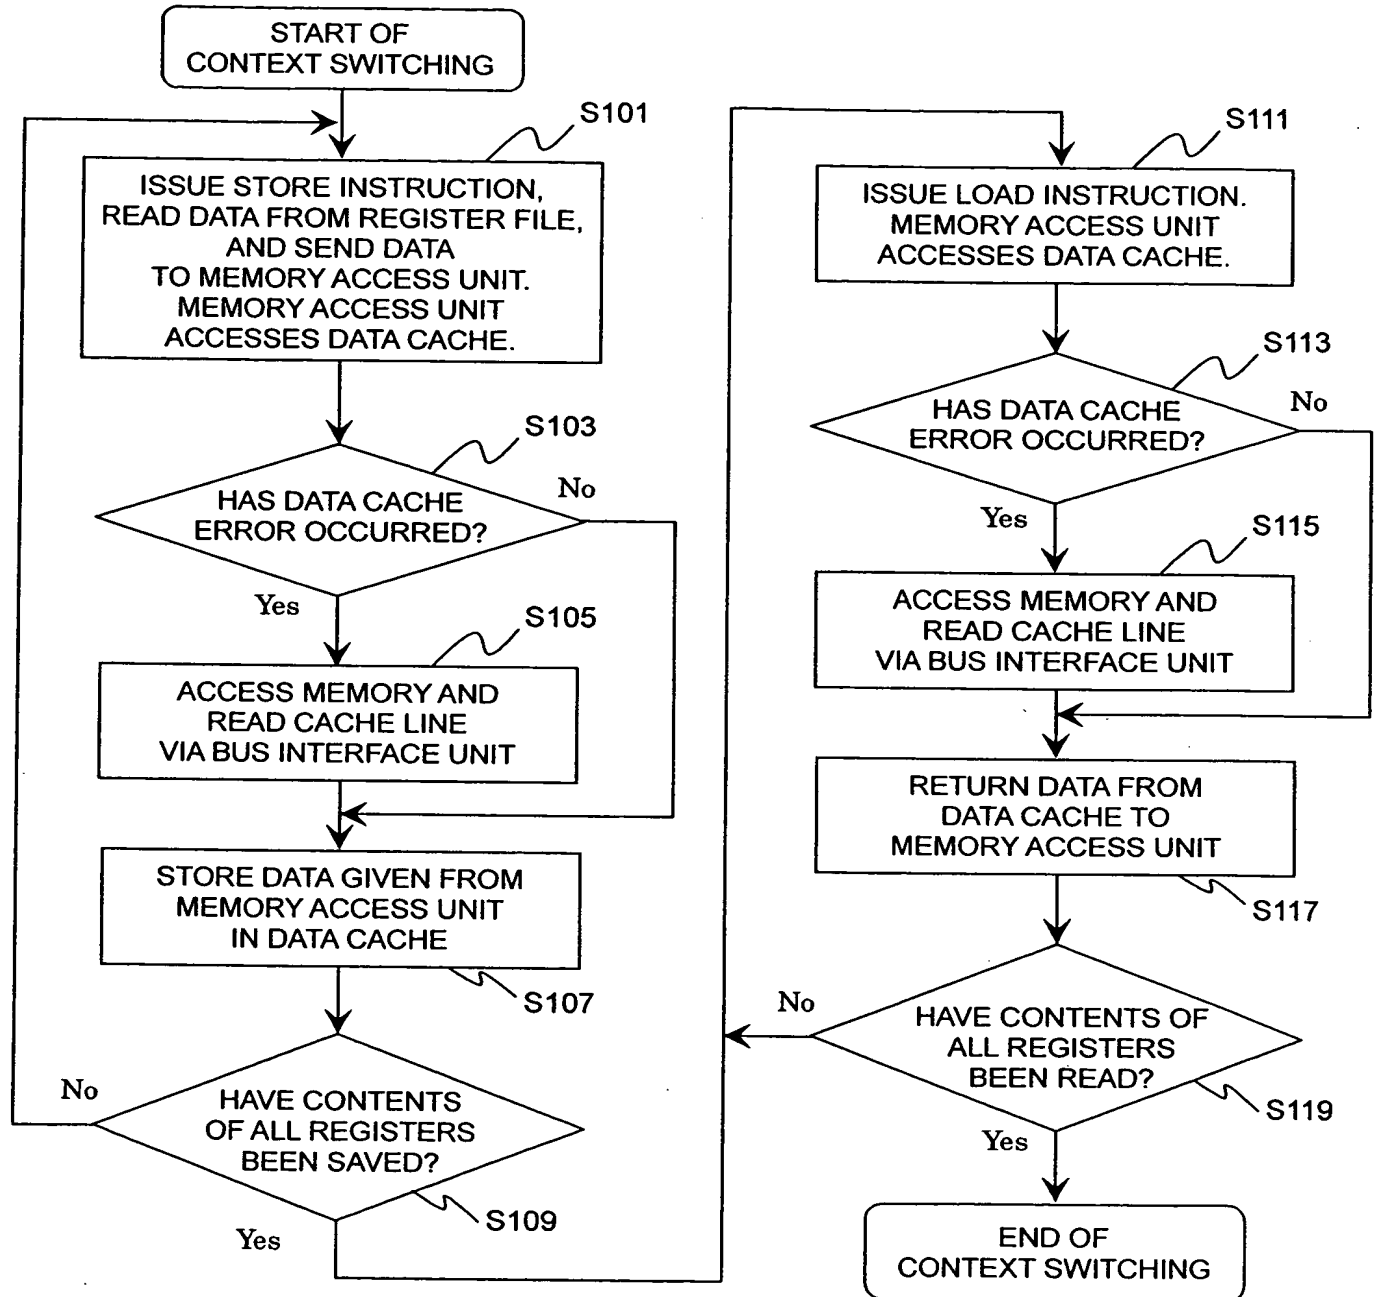 START OF
CONTEXT SWITCHING
S101
ISSUE STORE INSTRUCTION,
READ DATA FROM REGISTER FILE,
AND SEND DATA
TO MEMORY ACCESS UNIT.
MEMORY ACCESS UNIT
ACCESSES DATA CACHE.
S103
HAS DATA CACHE
ERROR OCCURRED?
No
Yes
S105
ACCESS MEMORY AND
READ CACHE LINE
VIA BUS INTERFACE UNIT
STORE DATA GIVEN FROM
MEMORY ACCESS UNIT
IN DATA CACHE
S107
No
HAVE CONTENTS
OF ALL REGISTERS
BEEN SAVED?
S109
Yes
S111
ISSUE LOAD INSTRUCTION.
MEMORY ACCESS UNIT
ACCESSES DATA CACHE.
S113
HAS DATA CACHE
ERROR OCCURRED?
No
Yes
S115
ACCESS MEMORY AND
READ CACHE LINE
VIA BUS INTERFACE UNIT
RETURN DATA FROM
DATA CACHE TO
MEMORY ACCESS UNIT
S117
No
HAVE CONTENTS OF
ALL REGISTERS
BEEN READ?
S119
Yes
END OF
CONTEXT SWITCHING